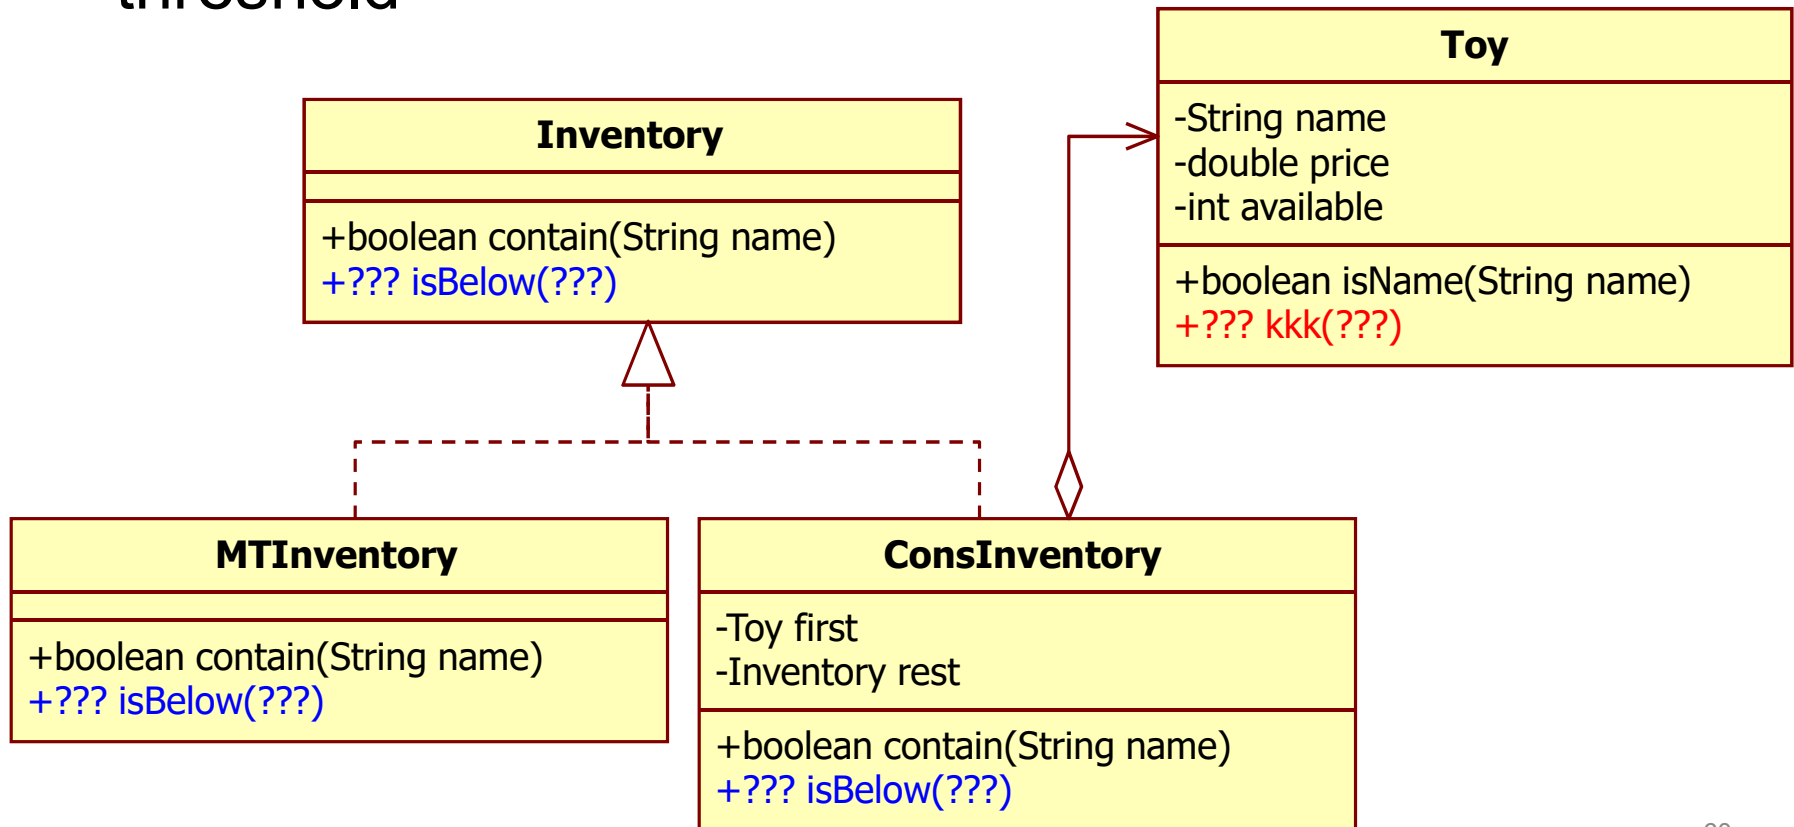 threshold
Toy
-String name
-double price
-int available
+boolean isName(String name)
+??? kkk(???)
Inventory
+boolean contain(String name)
+??? isBelow(???)
MTInventory
+boolean contain(String name)
+??? isBelow(???)
ConsInventory
-Toy first
-Inventory rest
+boolean contain(String name)
+??? isBelow(???)